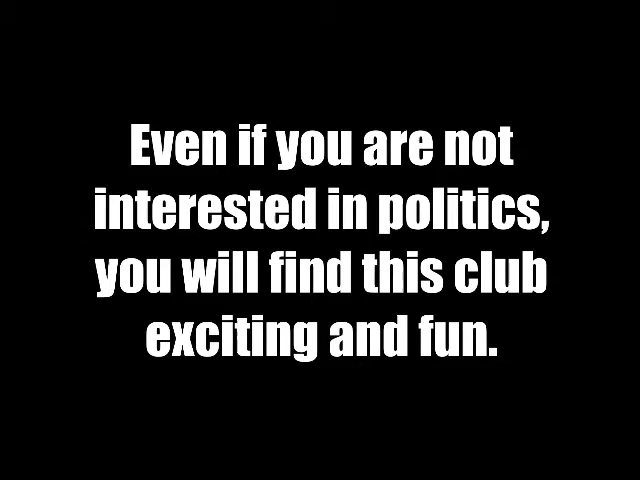 Even if you are not
interested in politics,
you will find this club
exciting and fun.